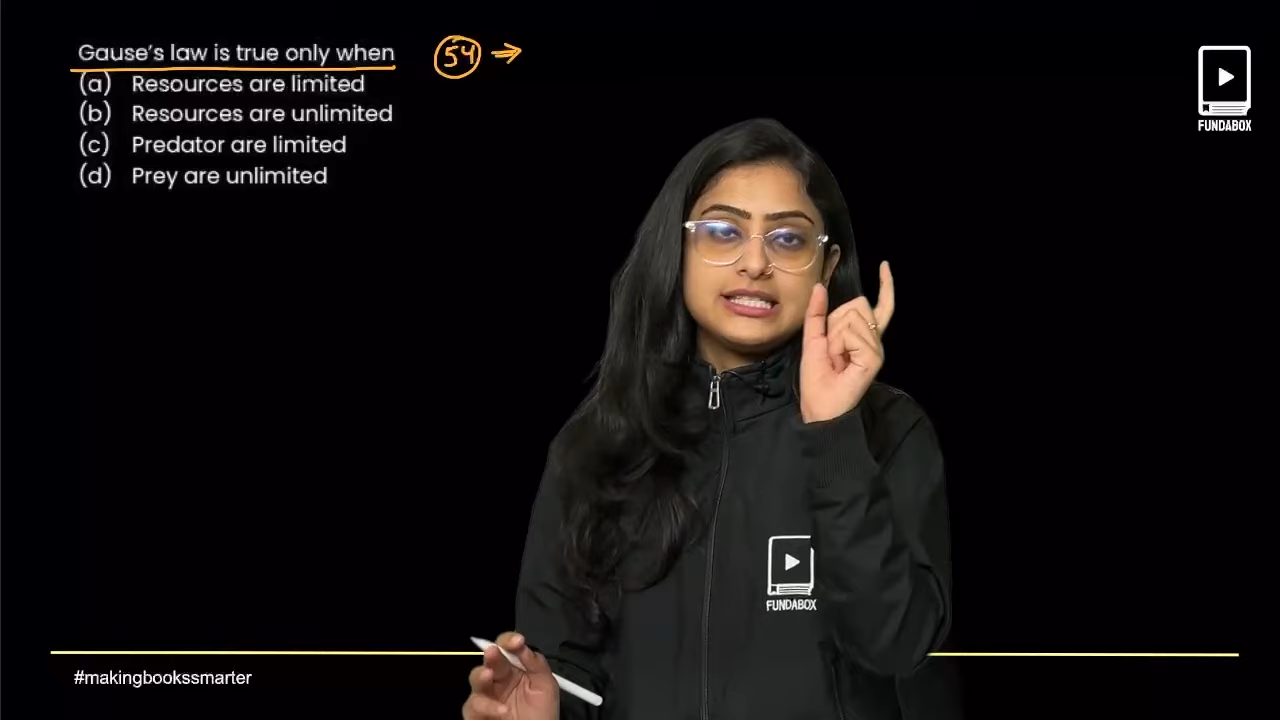 Gause's law is true only when
54 →
(a) Resources are limited
(b) Resources are unlimited
(c) Predator are limited
(d) Prey are unlimited
FUNDABOX
FUNDABOX
#makingbookssmarter